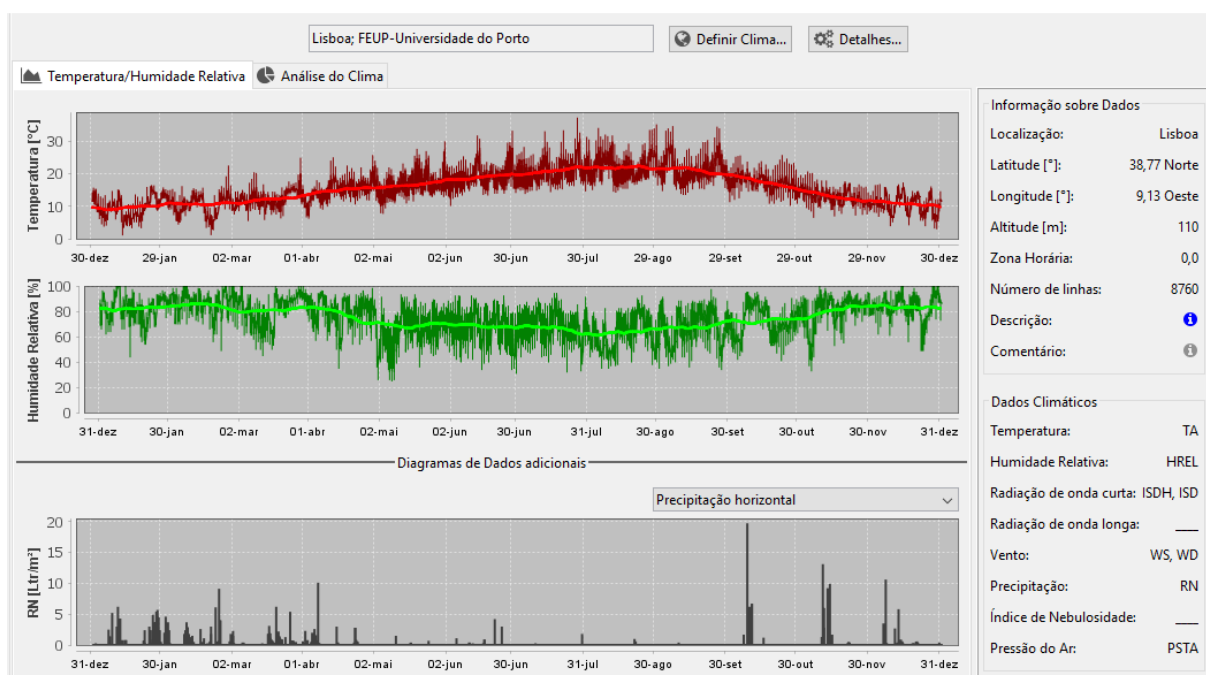 Lisboa; FEUP-Universidade do Porto
Definir Clima...
Detalhes...
Temperatura/Humidade Relativa
Análise do Clima
Temperatura [°C]
30
20
10
0
30-dez 29-jan 02-mar 01-abr 02-mai 02-jun 30-jun 30-jul 29-ago 29-set 29-out 29-nov 30-dez
Humidade Relativa [%]
100
80
60
40
20
0
31-dez 30-jan 02-mar 01-abr 02-mai 02-jun 30-jun 31-jul 30-ago 30-set 30-out 30-nov 31-dez
Diagramas de Dados adicionais
Precipitação horizontal
RN [Ltr/m²]
20
15
10
5
0
31-dez 30-jan 02-mar 01-abr 02-mai 02-jun 30-jun 31-jul 30-ago 30-set 30-out 30-nov 31-dez
Informação sobre Dados
Localização: Lisboa
Latitude [°]: 38,77 Norte
Longitude [°]: 9,13 Oeste
Altitude [m]: 110
Zona Horária: 0,0
Número de linhas: 8760
Descrição:
Comentário:
Dados Climáticos
Temperatura: TA
Humidade Relativa: HREL
Radiação de onda curta: ISDH, ISD
Radiação de onda longa: ___
Vento: WS, WD
Precipitação: RN
Índice de Nebulosidade: ___
Pressão do Ar: PSTA